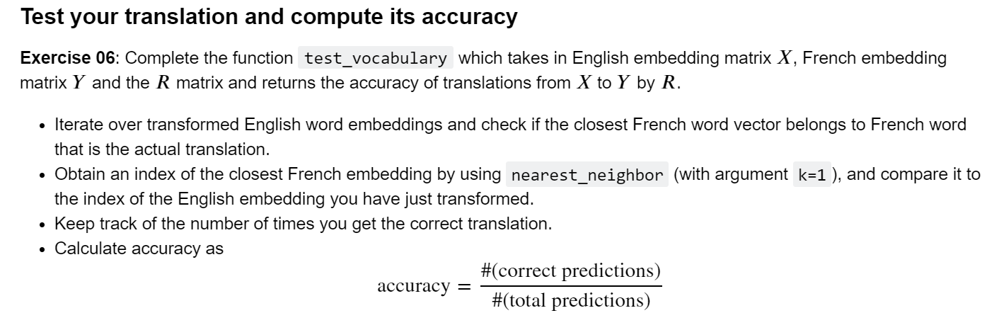 Test your translation and compute its accuracy
Exercise 06: Complete the function test_vocabulary which takes in English embedding matrix X, French embedding
matrix Y and the R matrix and returns the accuracy of translations from X to Y by R.
• Iterate over transformed English word embeddings and check if the closest French word vector belongs to French word
that is the actual translation.
• Obtain an index of the closest French embedding by using nearest_neighbor (with argument k=1 ), and compare it to
the index of the English embedding you have just transformed.
• Keep track of the number of times you get the correct translation.
• Calculate accuracy as
accuracy = #(correct predictions)
#(total predictions)